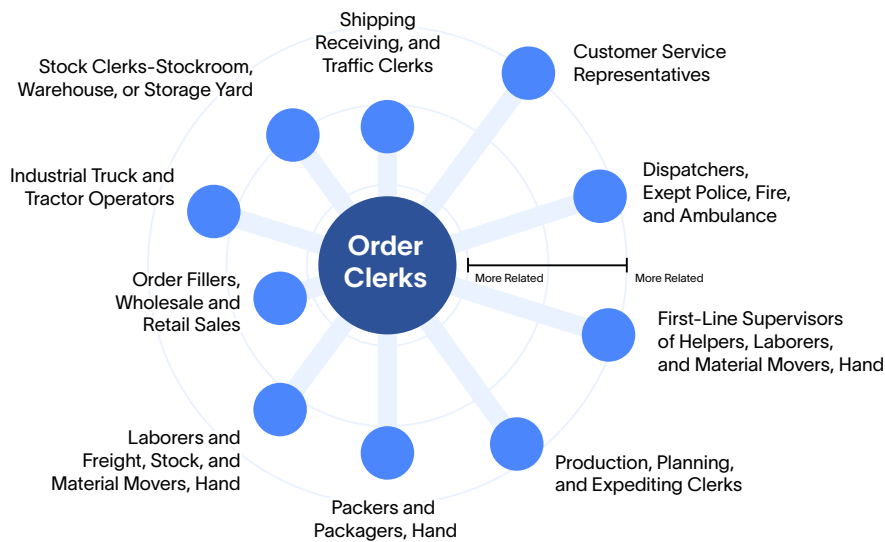 Shipping
Receiving, and
Traffic Clerks
Customer Service
Representatives
Stock Clerks-Stockroom,
Warehouse, or Storage Yard
Industrial Truck and
Tractor Operators
Dispatchers,
Exept Police, Fire,
and Ambulance
Order
Clerks
More Related
More Related
Order Fillers,
Wholesale and
Retail Sales
First-Line Supervisors
of Helpers, Laborers,
and Material Movers, Hand
Laborers and
Freight, Stock, and
Material Movers, Hand
Production, Planning,
and Expediting Clerks
Packers and
Packagers, Hand